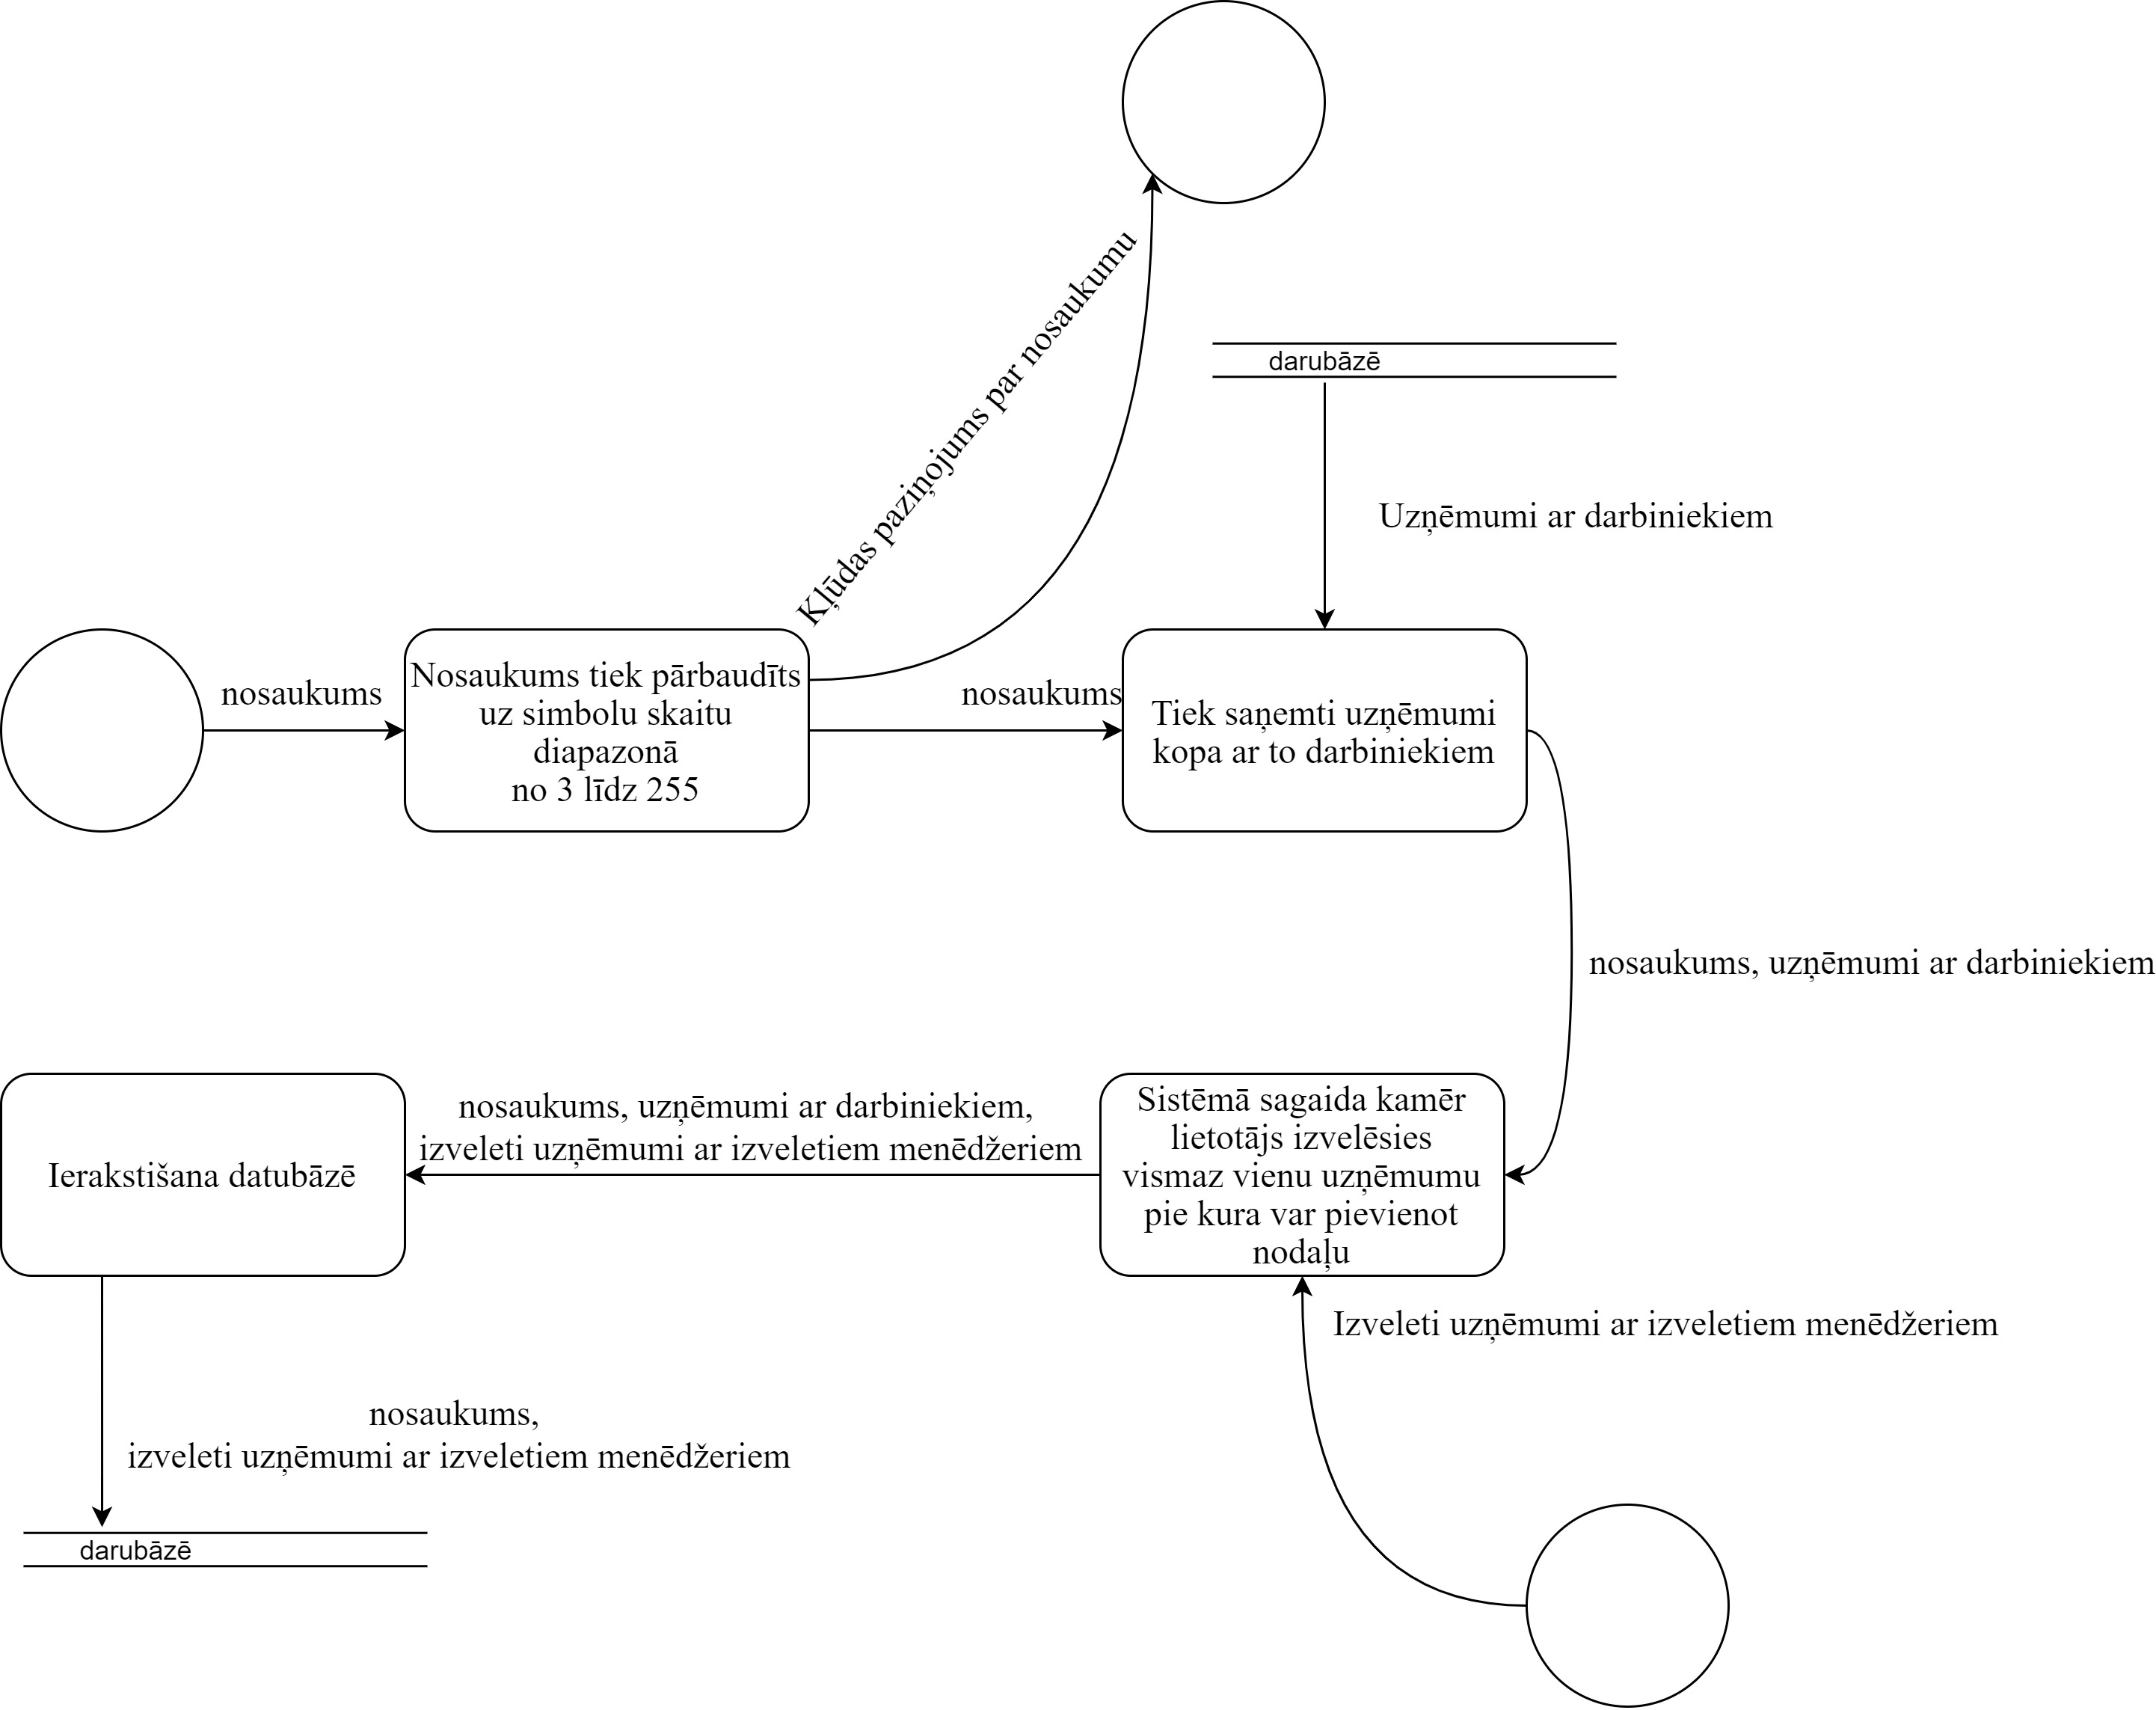 Kļūdas paziņojums par nosaukumu
darubāzē
Uzņēmumi ar darbiniekiem
nosaukums
Nosaukums tiek pārbaudīts
uz simbolu skaitu
diapazonā
no 3 līdz 255
nosaukums
Tiek saņemti uzņēmumi
kopa ar to darbiniekiem
nosaukums, uzņēmumi ar darbiniekiem
Sistēmā sagaida kamēr
lietotājs izvelēsies
vismaz vienu uzņēmumu
pie kura var pievienot
nodaļu
nosaukums, uzņēmumi ar darbiniekiem,
izveleti uzņēmumi ar izveletiem menēdžeriem
Ierakstišana datubāzē
Izveleti uzņēmumi ar izveletiem menēdžeriem
nosaukums,
izveleti uzņēmumi ar izveletiem menēdžeriem
darubāzē